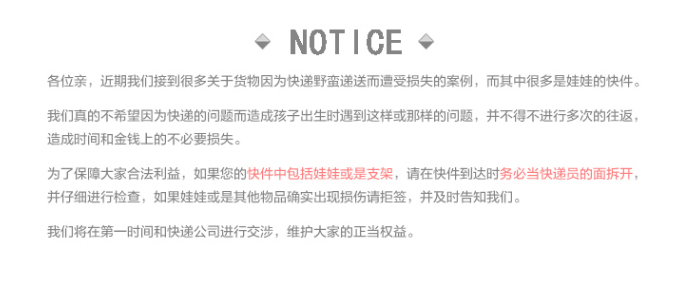 NOTICE
各位亲，近期我们接到很多关于货物因为快递野蛮递送而遭受损失的案例，而其中很多是娃娃的快件。
我们真的不希望因为快递的问题而造成孩子出生时遇到这样或那样的问题，并不得不进行多次的往返，
造成时间和金钱上的不必要损失。
为了保障大家合法利益，如果您的快件中包括娃娃或是支架，请在快件到达时务必当快递员的面拆开，
并仔细进行检查，如果娃娃或是其他物品确实出现损伤请拒签，并及时告知我们。
我们将在第一时间和快递公司进行交涉，维护大家的正当权益。